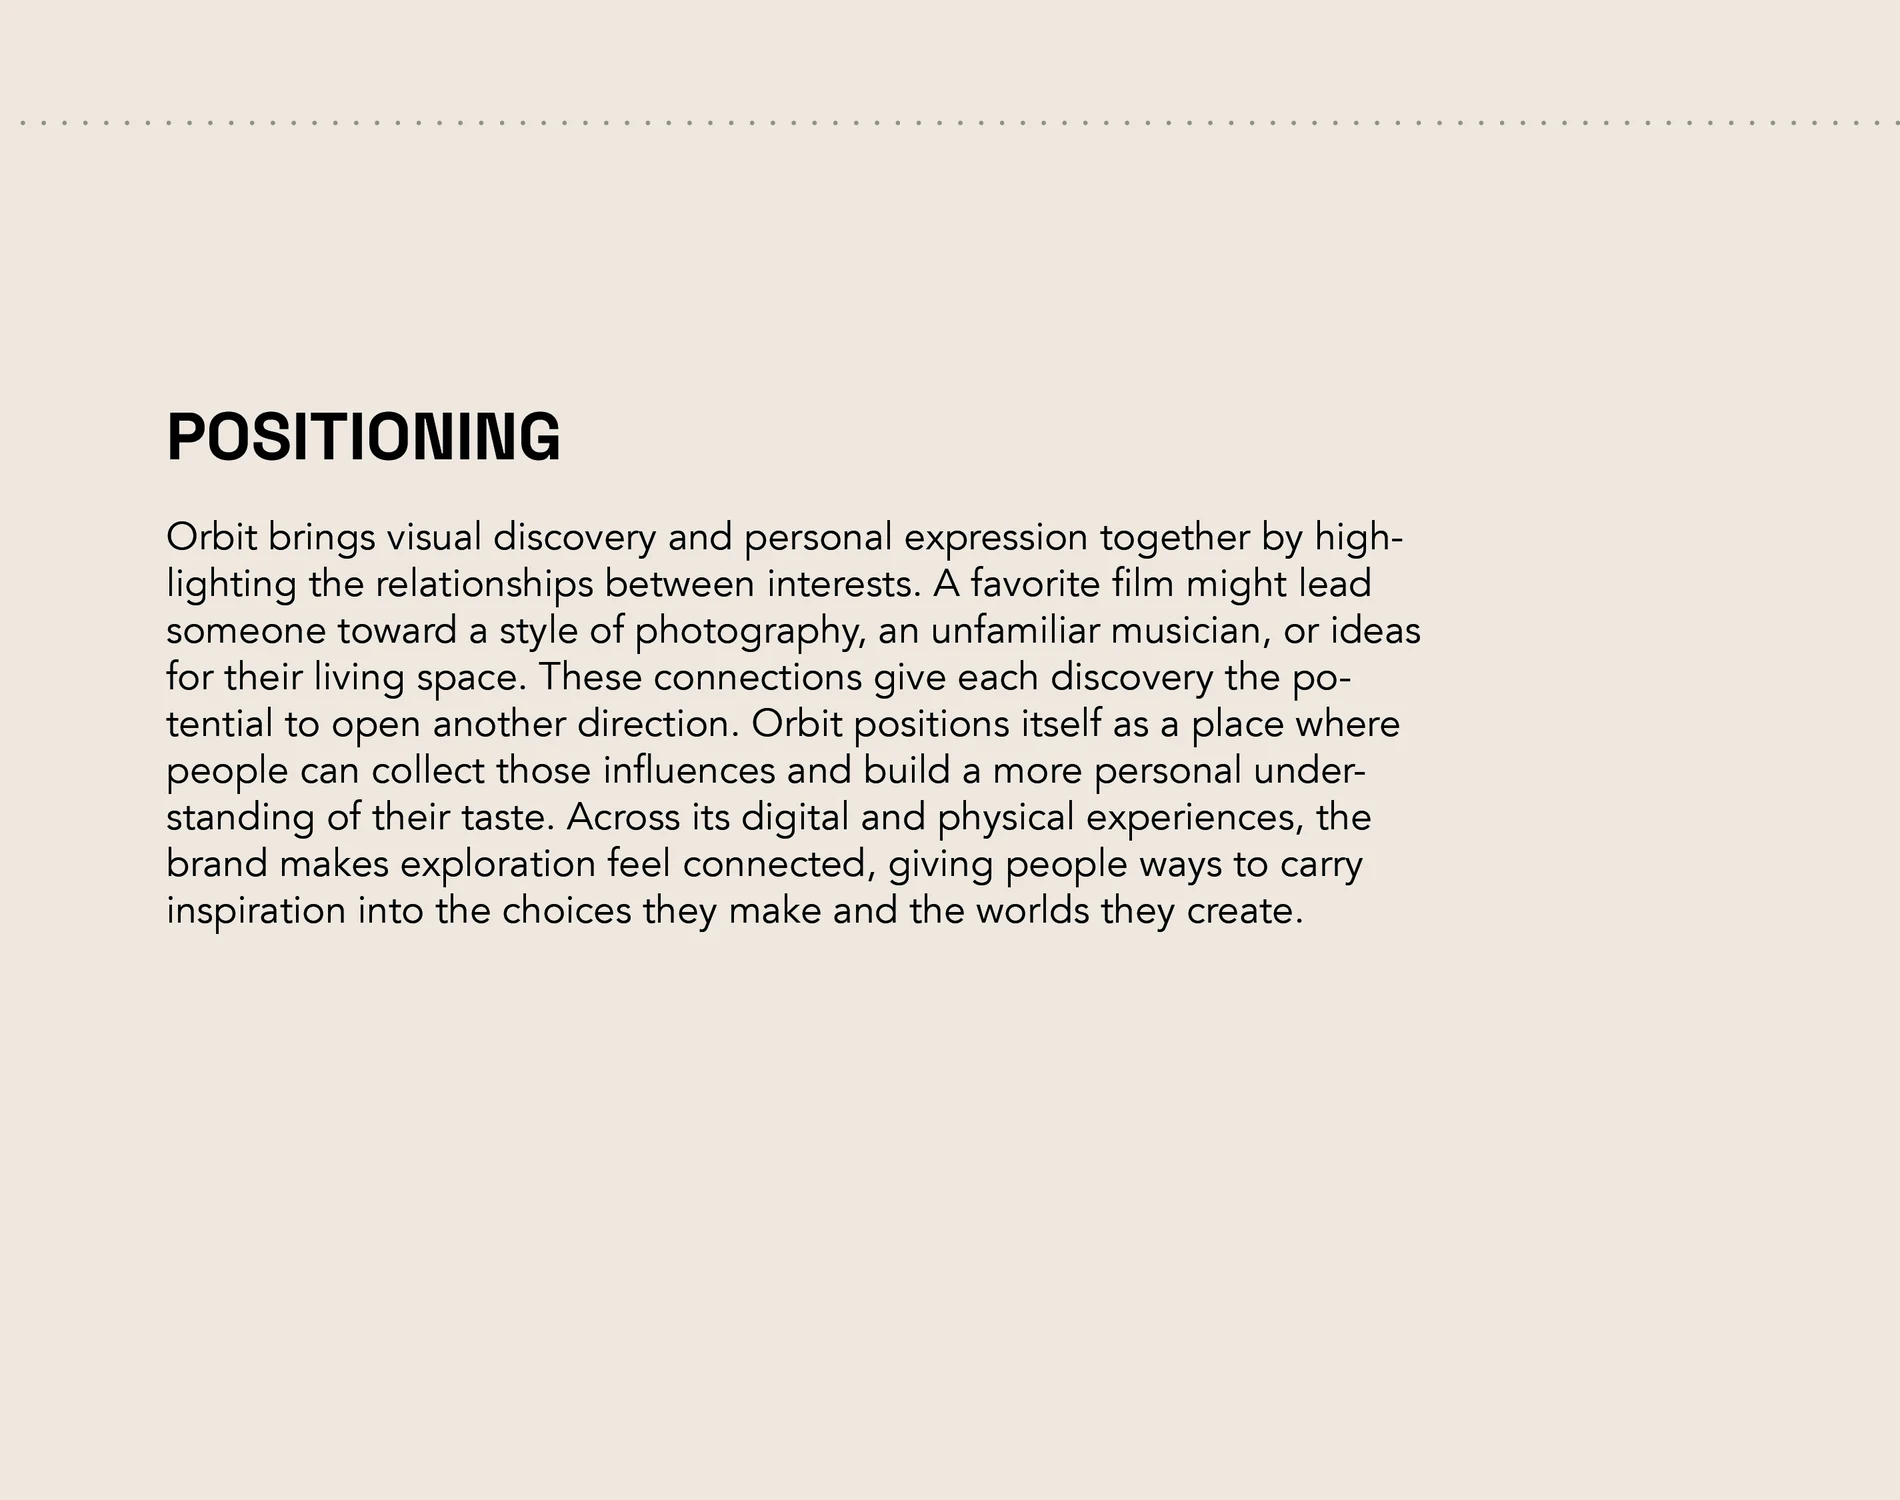 POSITIONING
Orbit brings visual discovery and personal expression together by high-
lighting the relationships between interests. A favorite film might lead
someone toward a style of photography, an unfamiliar musician, or ideas
for their living space. These connections give each discovery the po-
tential to open another direction. Orbit positions itself as a place where
people can collect those influences and build a more personal under-
standing of their taste. Across its digital and physical experiences, the
brand makes exploration feel connected, giving people ways to carry
inspiration into the choices they make and the worlds they create.